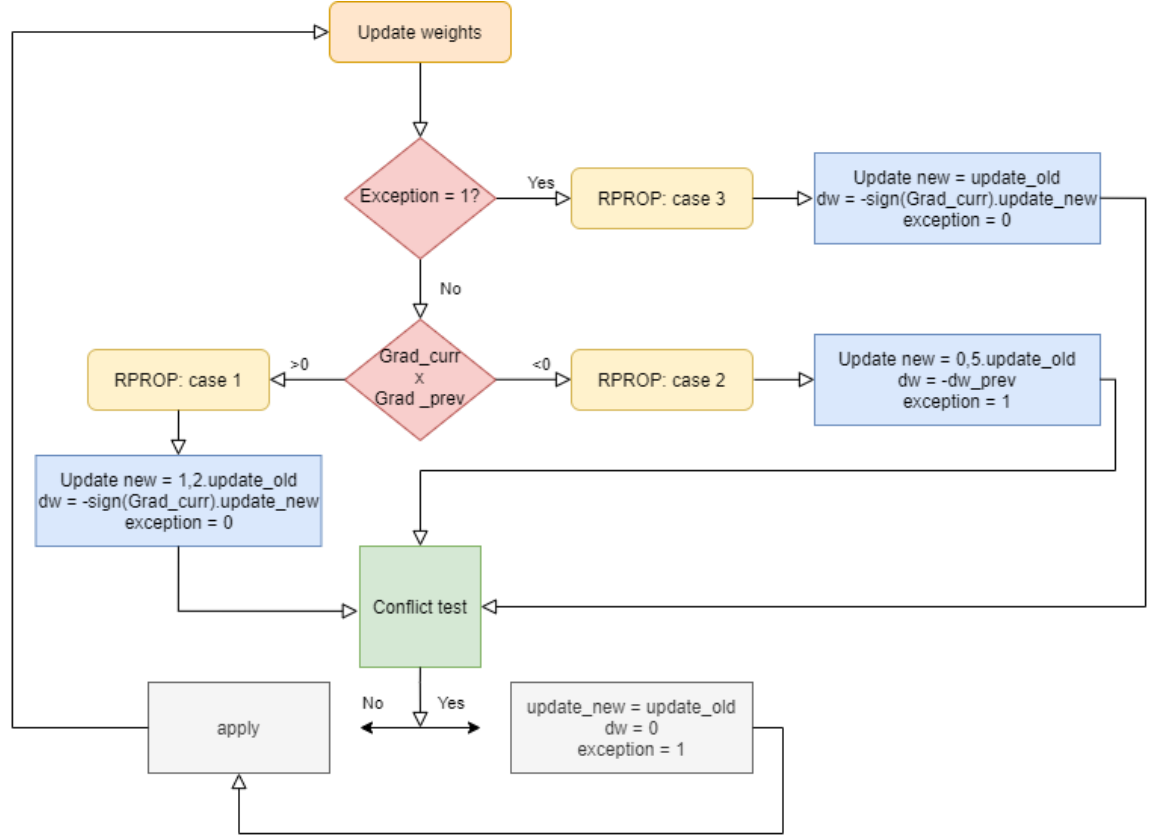 Update weights
Exception = 1?
Yes
RPROP: case 3
Update new = update_old
dw = -sign(Grad_curr).update_new
exception = 0
No
Grad_curr
x
Grad _prev
>0
RPROP: case 1
<0
RPROP: case 2
Update new = 0,5.update_old
dw = -dw_prev
exception = 1
Update new = 1,2.update_old
dw = -sign(Grad_curr).update_new
exception = 0
Conflict test
No
Yes
apply
update_new = update_old
dw = 0
exception = 1